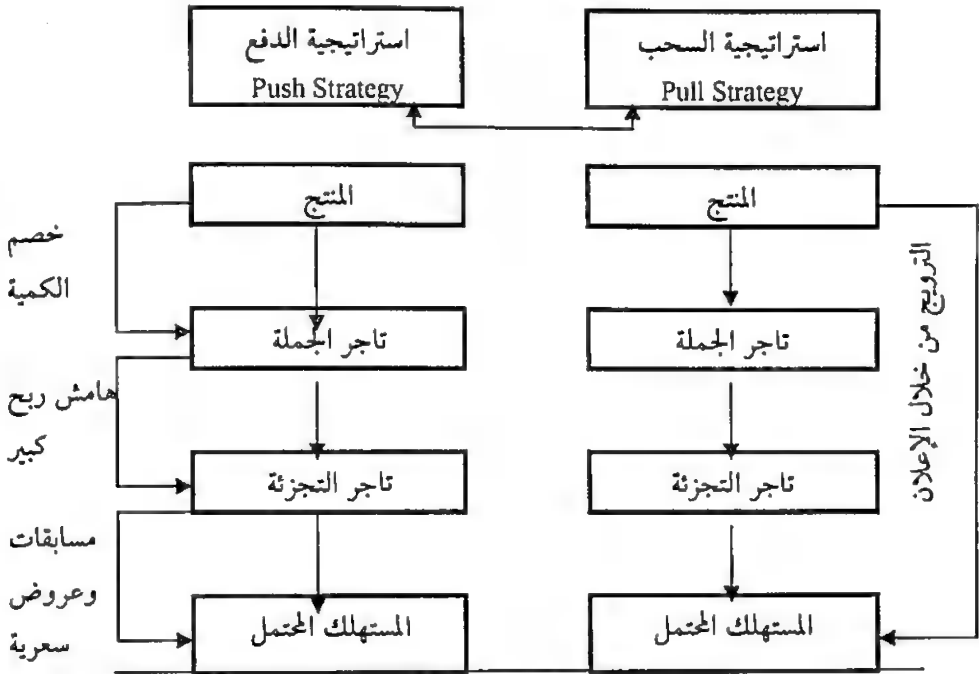 استراتيجية السحب
Pull Strategy
استراتيجية الدفع
Push Strategy
المنتج
تاجر الجملة
تاجر التجزئة
المستهلك المحتمل
الترويج من خلال الإعلان
المنتج
تاجر الجملة
تاجر التجزئة
المستهلك المحتمل
خصم
الكمية
هامش ربح
كبير
مسابقات
وعروض
سعرية